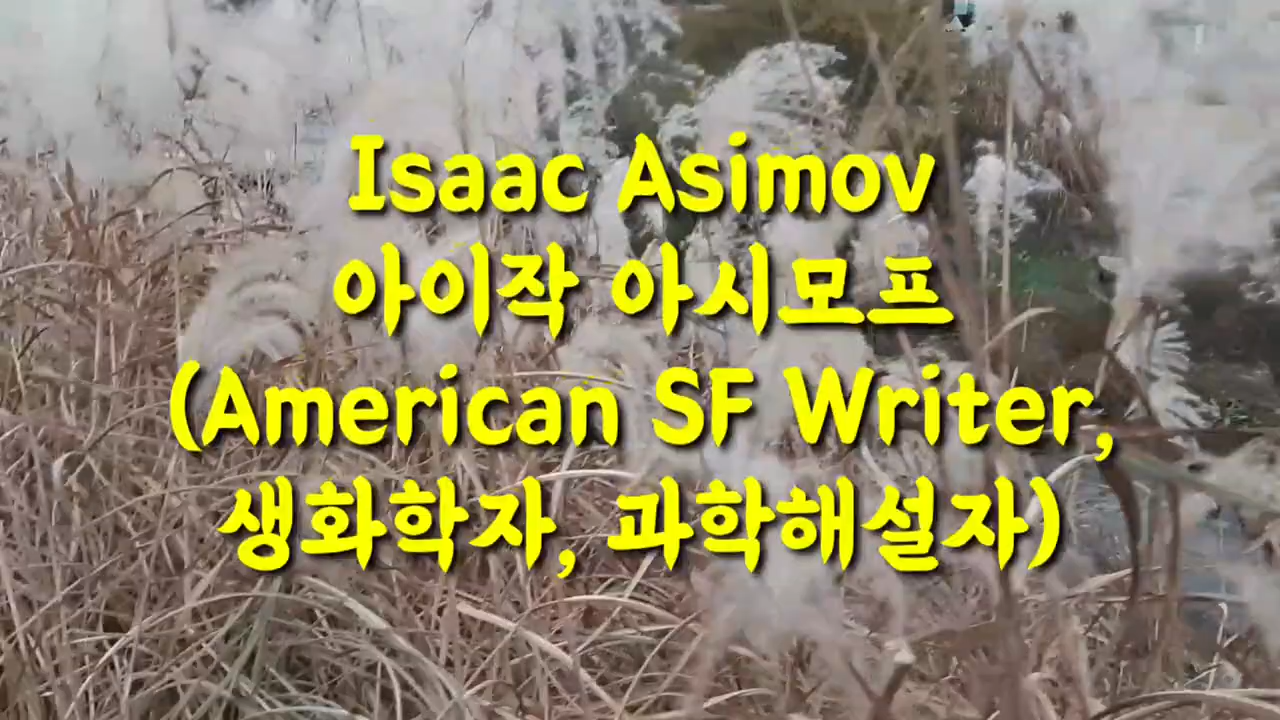 Isaac Asimov
아이작 아시모프
(American SF Writer,
생화학자, 과학해설자)